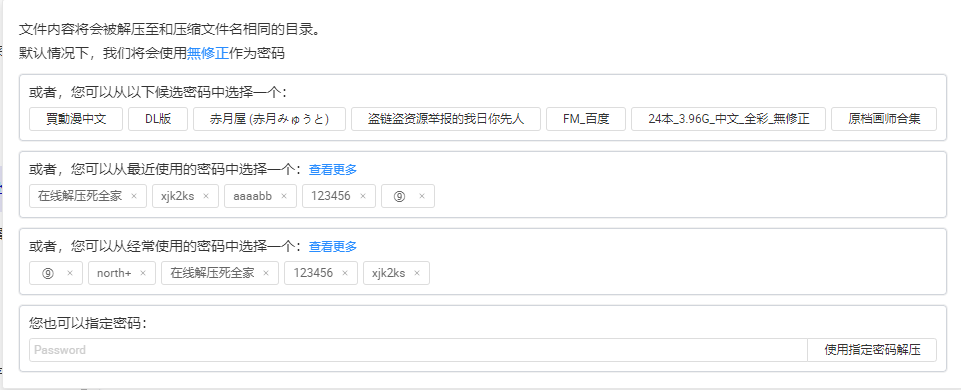 文件内容将会被解压至和压缩文件名相同的目录。
默认情况下，我们将会使用無修正作为密码
或者，您可以从以下候选密码中选择一个：
買動漫中文 DL版 赤月屋 (赤月みゅうと) 盗链盗资源举报的我日你先人 FM_百度 24本_3.96G_中文_全彩_無修正 原档画师合集
或者，您可以从最近使用的密码中选择一个：查看更多
在线解压死全家 × xjk2ks × aaaabb × 123456 × ⑨ ×
或者，您可以从经常使用的密码中选择一个：查看更多
⑨ × north+ × 在线解压死全家 × 123456 × xjk2ks ×
您也可以指定密码：
Password 使用指定密码解压